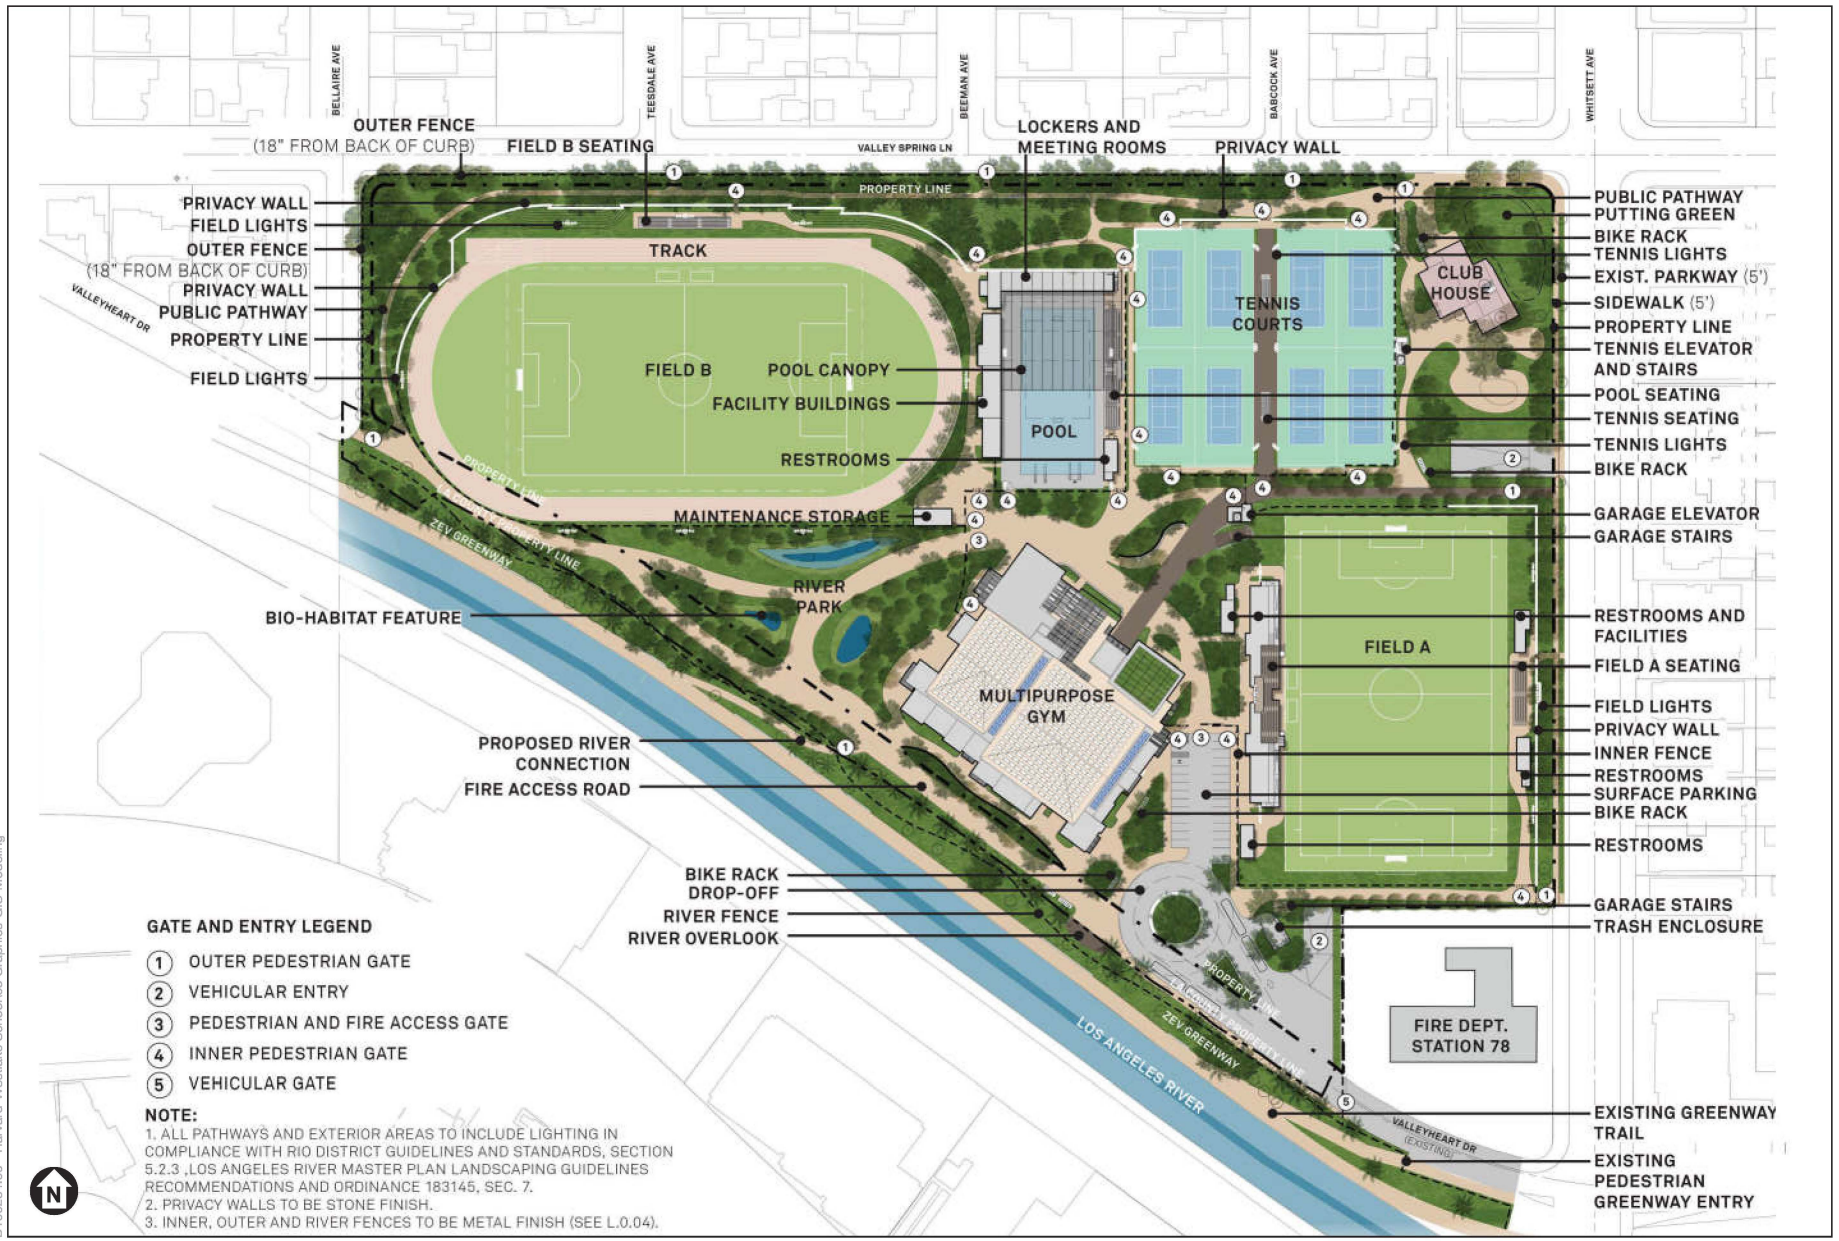 BELLAIRE AVE
TEESDALE AVE
BEEMAN AVE
BABCOCK AVE
WHITSETT AVE
OUTER FENCE
(18" FROM BACK OF CURB)
FIELD B SEATING
LOCKERS AND
MEETING ROOMS
PRIVACY WALL
VALLEY SPRING LN
PROPERTY LINE
PRIVACY WALL
FIELD LIGHTS
OUTER FENCE
(18" FROM BACK OF CURB)
PRIVACY WALL
PUBLIC PATHWAY
PROPERTY LINE
FIELD LIGHTS
VALLEYHEART DR
TRACK
FIELD B
POOL CANOPY
FACILITY BUILDINGS
POOL
RESTROOMS
MAINTENANCE STORAGE
TENNIS
COURTS
CLUB
HOUSE
PUBLIC PATHWAY
PUTTING GREEN
BIKE RACK
TENNIS LIGHTS
EXIST. PARKWAY (5')
SIDEWALK (5')
PROPERTY LINE
TENNIS ELEVATOR
AND STAIRS
POOL SEATING
TENNIS SEATING
TENNIS LIGHTS
BIKE RACK
GARAGE ELEVATOR
GARAGE STAIRS
RESTROOMS AND
FACILITIES
FIELD A SEATING
FIELD LIGHTS
PRIVACY WALL
INNER FENCE
RESTROOMS
SURFACE PARKING
BIKE RACK
RESTROOMS
GARAGE STAIRS
TRASH ENCLOSURE
PROPERTY LINE
LA COUNTY PROPERTY LINE
ZEV GREENWAY
RIVER
PARK
BIO-HABITAT FEATURE
MULTIPURPOSE
GYM
FIELD A
PROPOSED RIVER
CONNECTION
FIRE ACCESS ROAD
BIKE RACK
DROP-OFF
RIVER FENCE
RIVER OVERLOOK
PROPERTY LINE
LA COUNTY PROPERTY LINE
ZEV GREENWAY
LOS ANGELES RIVER
FIRE DEPT.
STATION 78
VALLEYHEART DR
(EXISTING)
EXISTING GREENWAY
TRAIL
EXISTING
PEDESTRIAN
GREENWAY ENTRY
GATE AND ENTRY LEGEND
1 OUTER PEDESTRIAN GATE
2 VEHICULAR ENTRY
3 PEDESTRIAN AND FIRE ACCESS GATE
4 INNER PEDESTRIAN GATE
5 VEHICULAR GATE
NOTE:
1. ALL PATHWAYS AND EXTERIOR AREAS TO INCLUDE LIGHTING IN
COMPLIANCE WITH RIO DISTRICT GUIDELINES AND STANDARDS, SECTION
5.2.3 ,LOS ANGELES RIVER MASTER PLAN LANDSCAPING GUIDELINES
RECOMMENDATIONS AND ORDINANCE 183145, SEC. 7.
2. PRIVACY WALLS TO BE STONE FINISH.
3. INNER, OUTER AND RIVER FENCES TO BE METAL FINISH (SEE L.0.04).
N